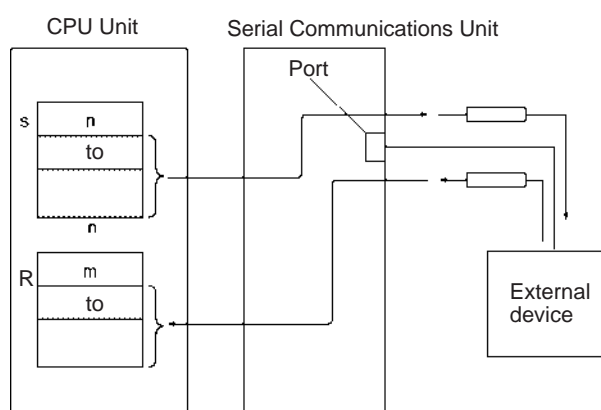 CPU Unit
Serial Communications Unit
Port
s
n
to
n
R
m
to
External
device